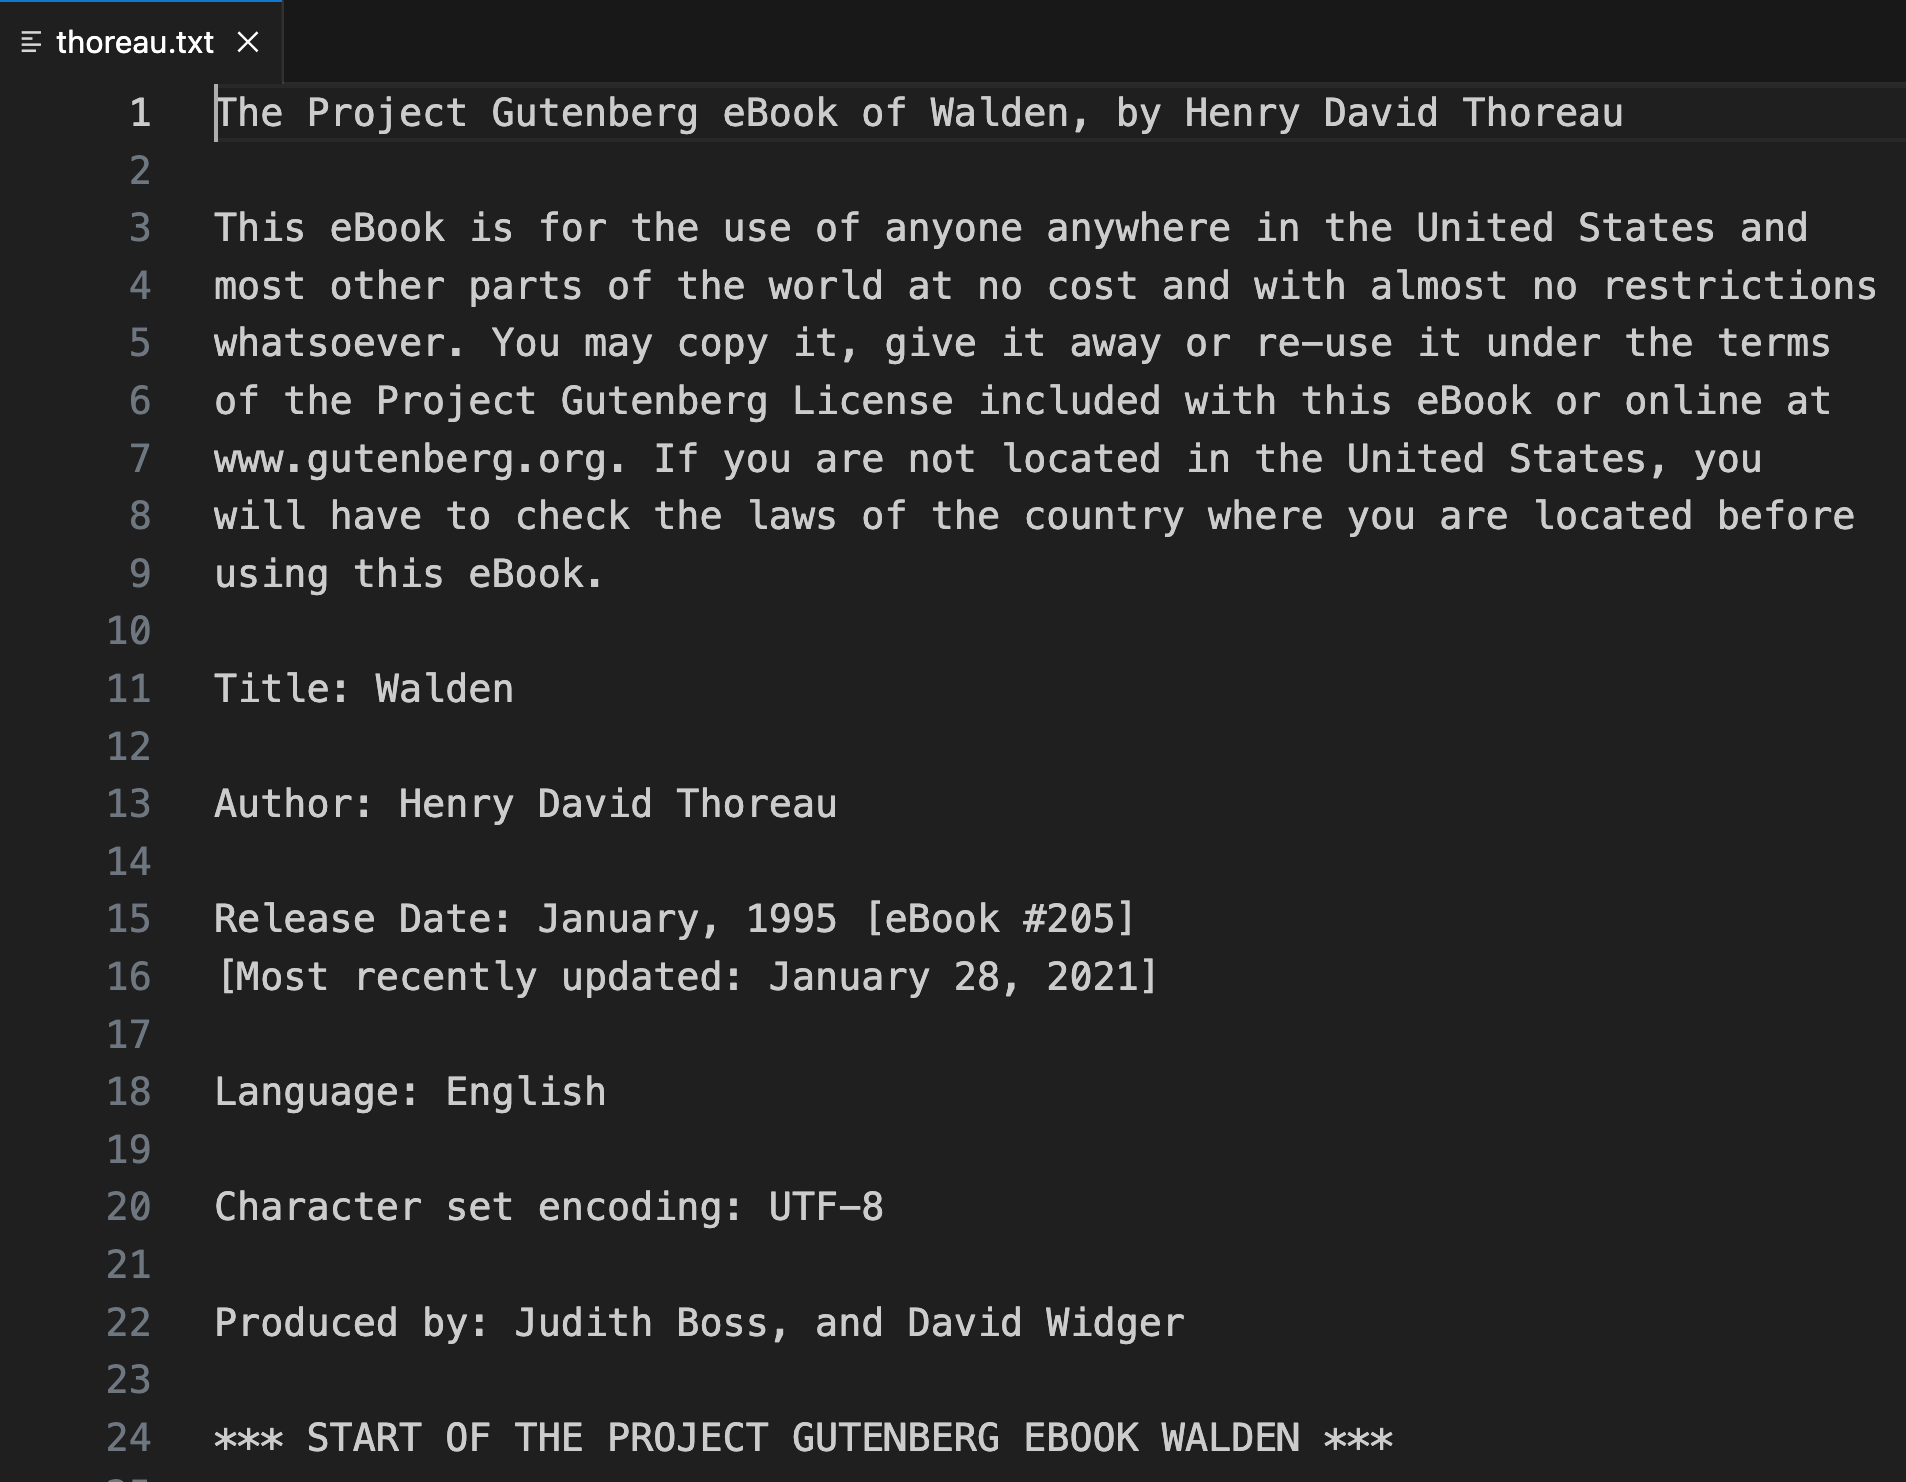 thoreau.txt
1 The Project Gutenberg eBook of Walden, by Henry David Thoreau
2
3 This eBook is for the use of anyone anywhere in the United States and
4 most other parts of the world at no cost and with almost no restrictions
5 whatsoever. You may copy it, give it away or re-use it under the terms
6 of the Project Gutenberg License included with this eBook or online at
7 www.gutenberg.org. If you are not located in the United States, you
8 will have to check the laws of the country where you are located before
9 using this eBook.
10
11 Title: Walden
12
13 Author: Henry David Thoreau
14
15 Release Date: January, 1995 [eBook #205]
16 [Most recently updated: January 28, 2021]
17
18 Language: English
19
20 Character set encoding: UTF-8
21
22 Produced by: Judith Boss, and David Widger
23
24 *** START OF THE PROJECT GUTENBERG EBOOK WALDEN ***